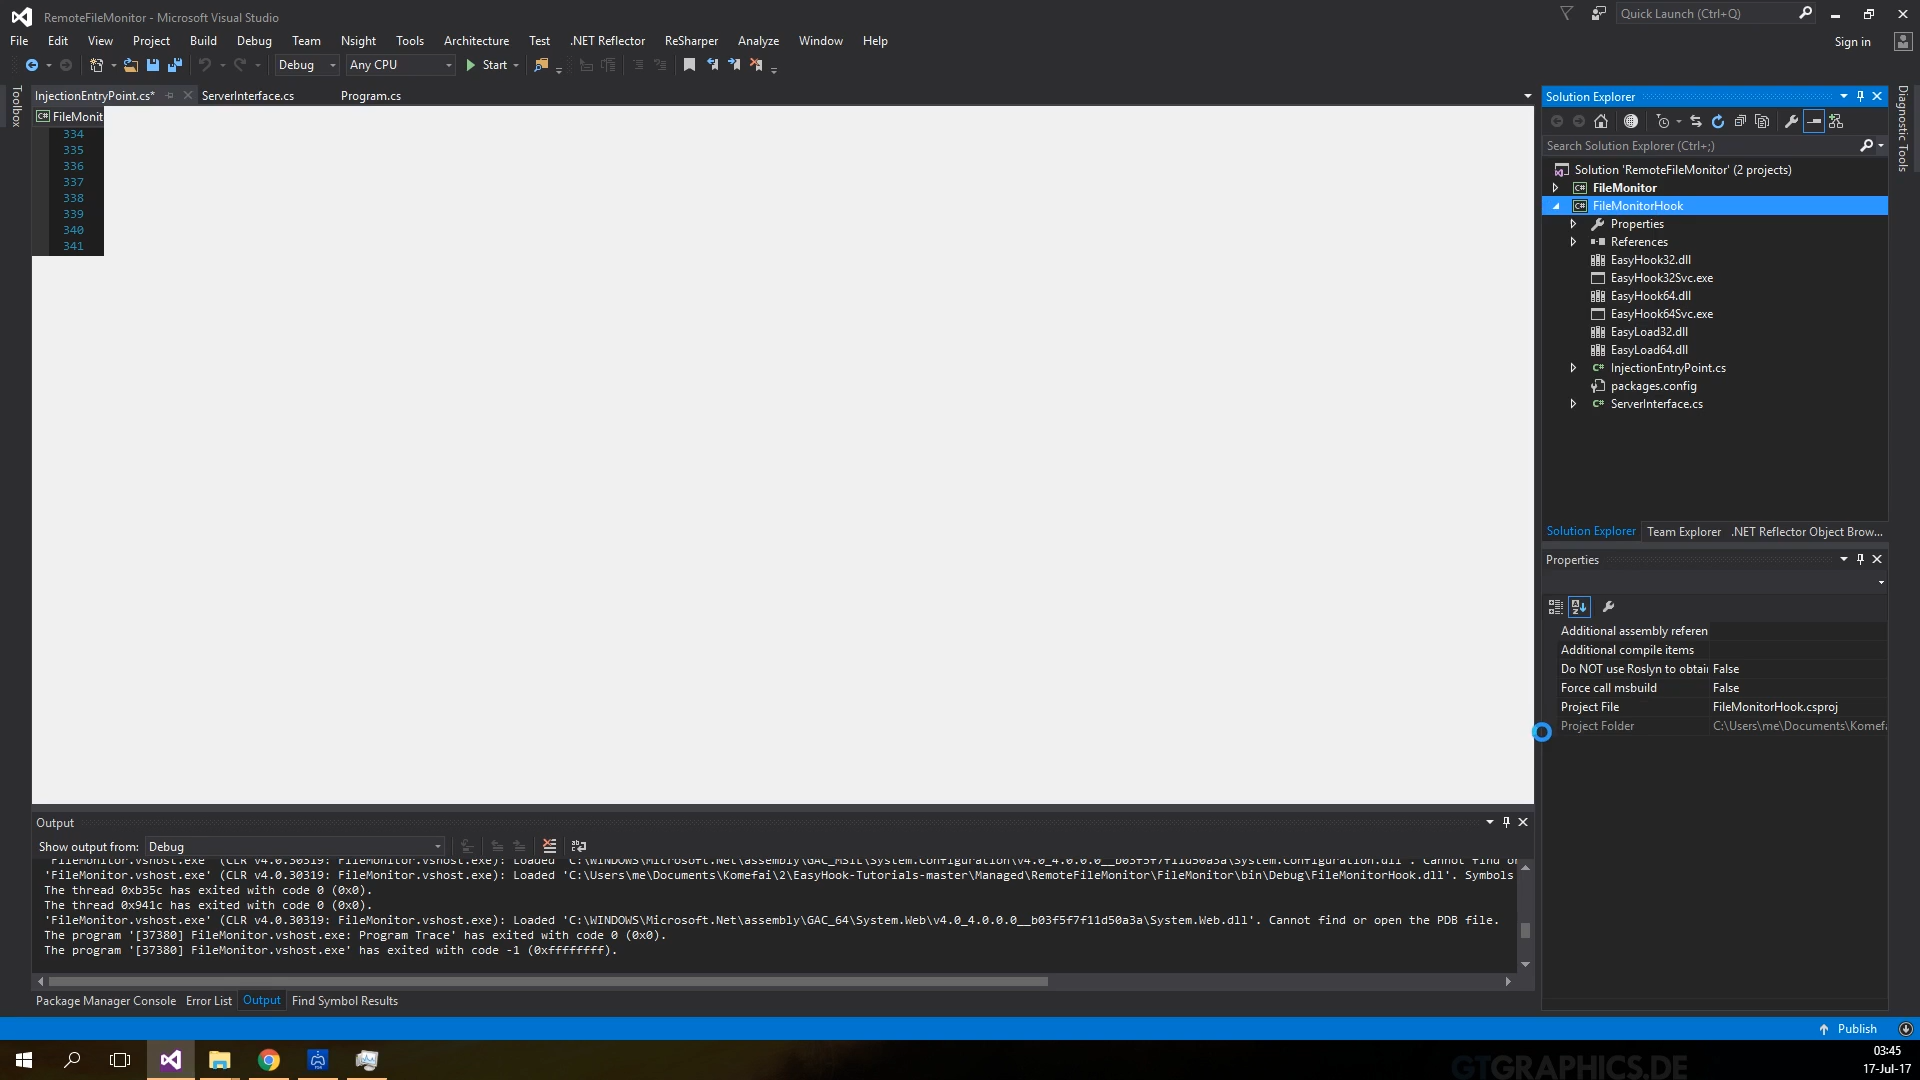 RemoteFileMonitor - Microsoft Visual Studio
Quick Launch (Ctrl+Q)
File Edit View Project Build Debug Team Nsight Tools Architecture Test .NET Reflector ReSharper Analyze Window Help
Sign in
Debug Any CPU Start
Toolbox
InjectionEntryPoint.cs* ServerInterface.cs Program.cs
FileMonit
334
335
336
337
338
339
340
341
Solution Explorer
Search Solution Explorer (Ctrl+;)
Solution 'RemoteFileMonitor' (2 projects)
FileMonitor
FileMonitorHook
Properties
References
EasyHook32.dll
EasyHook32Svc.exe
EasyHook64.dll
EasyHook64Svc.exe
EasyLoad32.dll
EasyLoad64.dll
InjectionEntryPoint.cs
packages.config
ServerInterface.cs
Solution Explorer Team Explorer .NET Reflector Object Brow...
Diagnostic Tools
Properties
Additional assembly referen
Additional compile items
Do NOT use Roslyn to obtai False
Force call msbuild False
Project File FileMonitorHook.csproj
Project Folder C:\Users\me\Documents\Komefa
Output
Show output from: Debug
'FileMonitor.vshost.exe' (CLR v4.0.30319: FileMonitor.vshost.exe): Loaded 'C:\WINDOWS\Microsoft.Net\assembly\GAC_MSIL\System.Configuration\v4.0_4.0.0.0__b03f5f7f11d50a3a\System.Configuration.dll'. Cannot find or
'FileMonitor.vshost.exe' (CLR v4.0.30319: FileMonitor.vshost.exe): Loaded 'C:\Users\me\Documents\Komefai\2\EasyHook-Tutorials-master\Managed\RemoteFileMonitor\FileMonitor\bin\Debug\FileMonitorHook.dll'. Symbols
The thread 0xb35c has exited with code 0 (0x0).
The thread 0x941c has exited with code 0 (0x0).
'FileMonitor.vshost.exe' (CLR v4.0.30319: FileMonitor.vshost.exe): Loaded 'C:\WINDOWS\Microsoft.Net\assembly\GAC_64\System.Web\v4.0_4.0.0.0__b03f5f7f11d50a3a\System.Web.dll'. Cannot find or open the PDB file.
The program '[37380] FileMonitor.vshost.exe: Program Trace' has exited with code 0 (0x0).
The program '[37380] FileMonitor.vshost.exe' has exited with code -1 (0xffffffff).
Package Manager Console Error List Output Find Symbol Results
Publish
GTGRAPHICS.DE
03:45
17-Jul-17